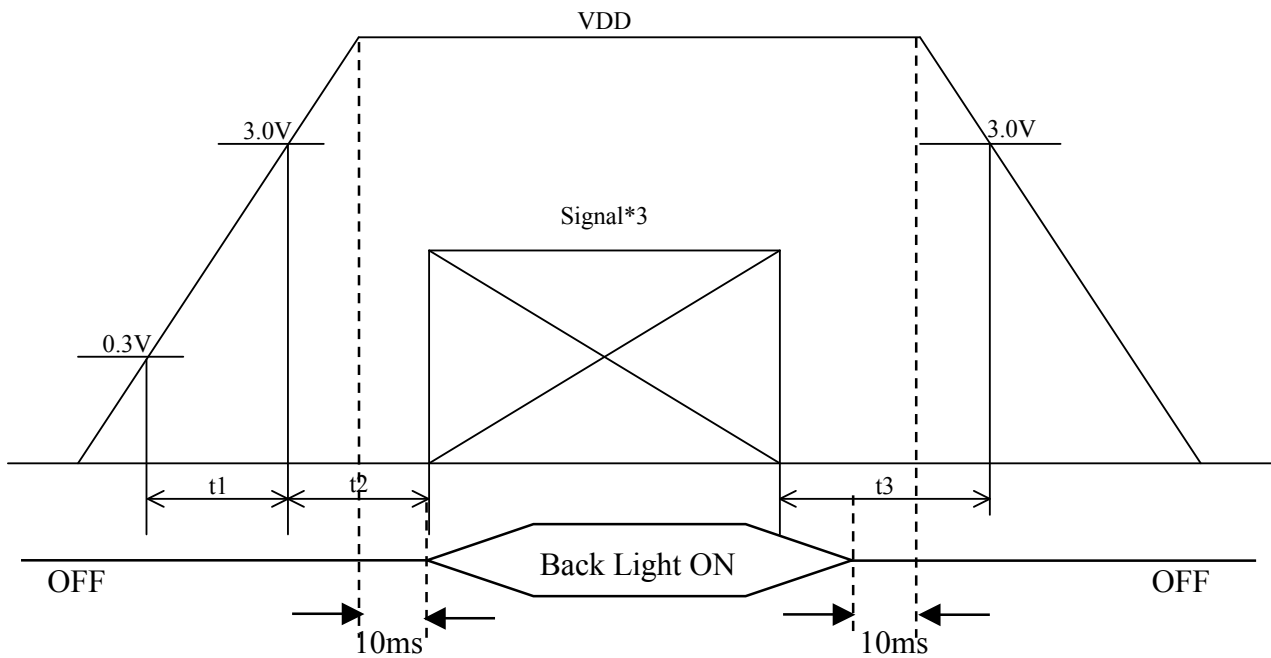 VDD
3.0V
3.0V
Signal*3
0.3V
t1
t2
t3
Back Light ON
OFF
OFF
10ms
10ms